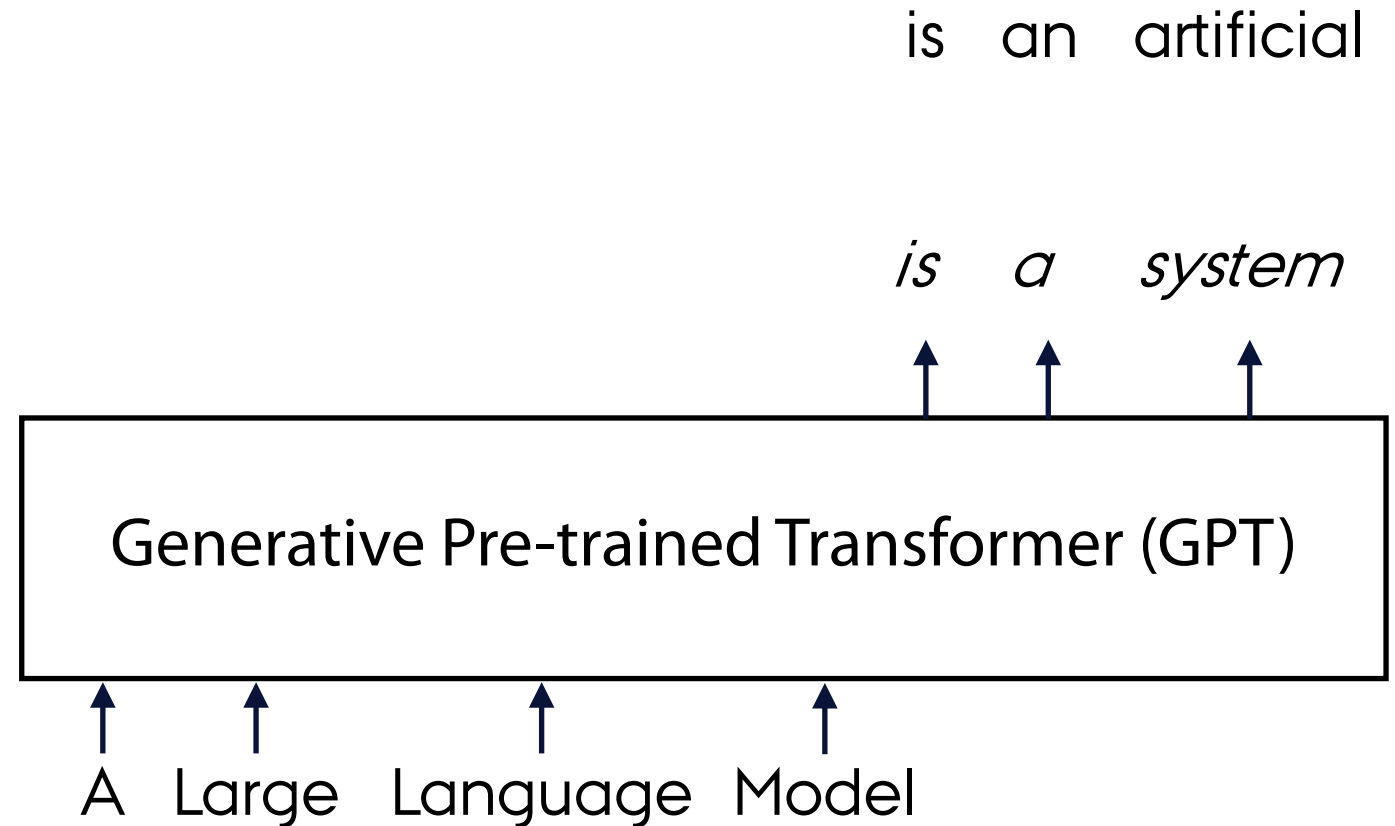 is an artificial
is a system
Generative Pre-trained Transformer (GPT)
A Large Language Model